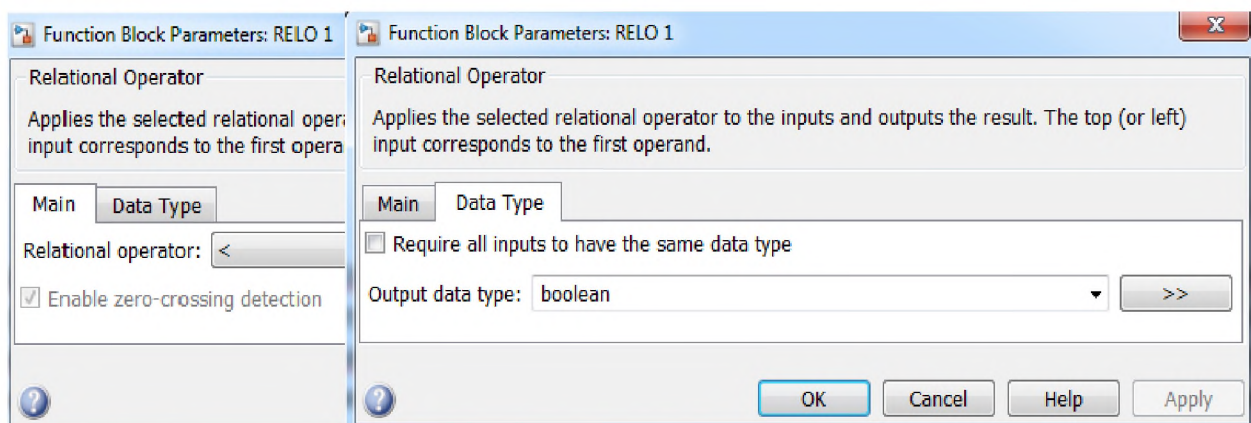 Function Block Parameters: RELO 1
Relational Operator
Applies the selected relational opera
input corresponds to the first opera
Main Data Type
Relational operator: <
Enable zero-crossing detection
Function Block Parameters: RELO 1
Relational Operator
Applies the selected relational operator to the inputs and outputs the result. The top (or left)
input corresponds to the first operand.
Main Data Type
Require all inputs to have the same data type
Output data type: boolean >>
OK Cancel Help Apply